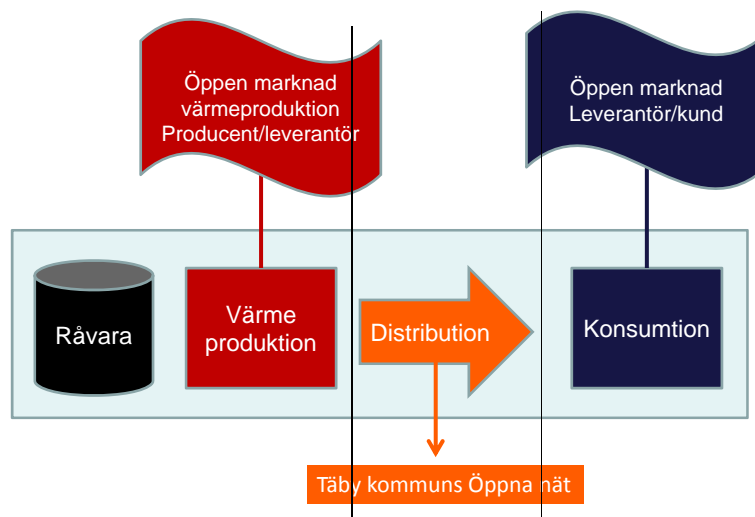 Öppen marknad
värmeproduktion
Producent/leverantör
Öppen marknad
Leverantör/kund
Råvara
Värme
produktion
Distribution
Konsumtion
Täby kommuns Öppna nät